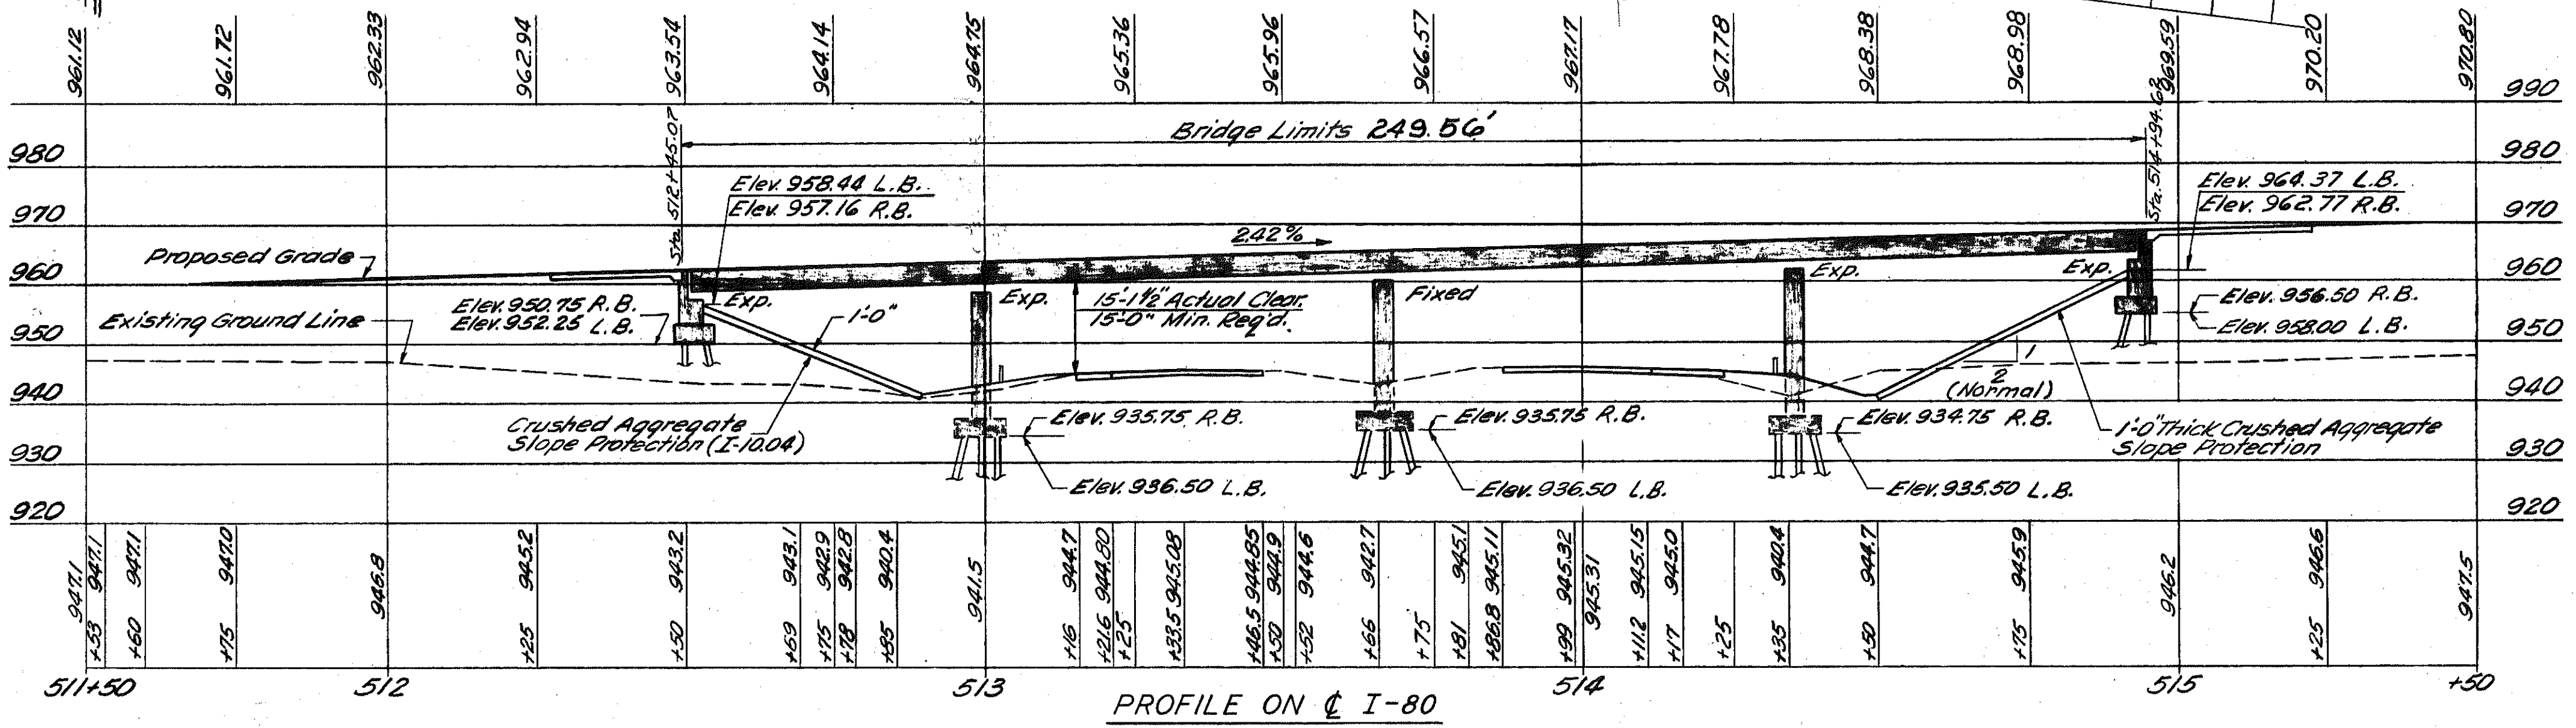 961.12 961.72 962.33 962.94 963.54 964.14 964.75 965.36 965.96 966.57 967.17 967.78 968.38 968.98 969.59 970.20 970.80
990 990
Bridge Limits 249.56'
Sta. 512+45.07
Sta. 514+94.63
980 980
Elev. 958.44 L.B.
Elev. 957.16 R.B.
Elev. 964.37 L.B.
Elev. 962.77 R.B.
970 970
2.42%
Proposed Grade
960 960
Exp. Exp. Fixed Exp. Exp.
Elev. 950.75 R.B.
Elev. 952.25 L.B.
15'-1½" Actual Clear.
15'-0" Min. Req'd.
Elev. 956.50 R.B.
Elev. 958.00 L.B.
Existing Ground Line
1'-0"
950 950
1
2
(Normal)
940 940
Crushed Aggregate
Slope Protection (I-10.04)
Elev. 935.75 R.B.
Elev. 935.75 R.B.
Elev. 934.75 R.B.
1'-0" Thick Crushed Aggregate
Slope Protection
930 930
Elev. 936.50 L.B.
Elev. 936.50 L.B.
Elev. 935.50 L.B.
920 920
947.1
+53 947.1
+60 947.1
+75 947.0
946.8
+25 945.2
+50 943.2
+69 943.1
+75 942.9
+78 942.8
+85 940.4
941.5
+16 944.7
+21.6 944.80
+25
+33.5 945.08
+46.5 944.85
+50 944.9
+52 944.6
+66 942.7
+75
+81 945.1
+86.8 945.11
+99 945.32
945.31
+11.2 945.15
+17 945.0
+25
+35 940.4
+50 944.7
+75 945.9
946.2
+25 946.6
947.5
511+50 512 513 514 515 +50
PROFILE ON ℄ I-80